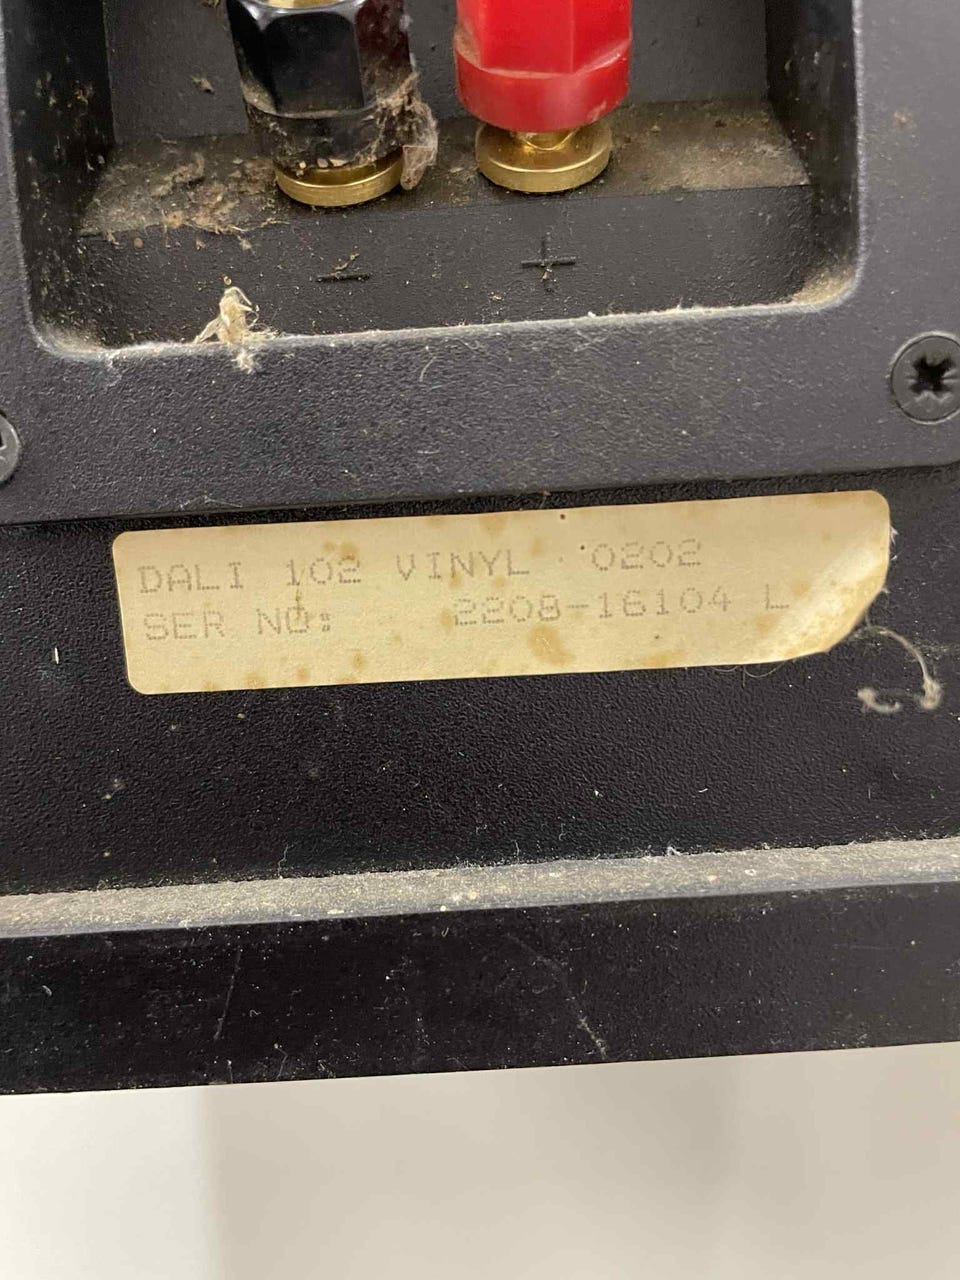 - +
DALI 102 VINYL 0202
SER NO: 2208-16104 L